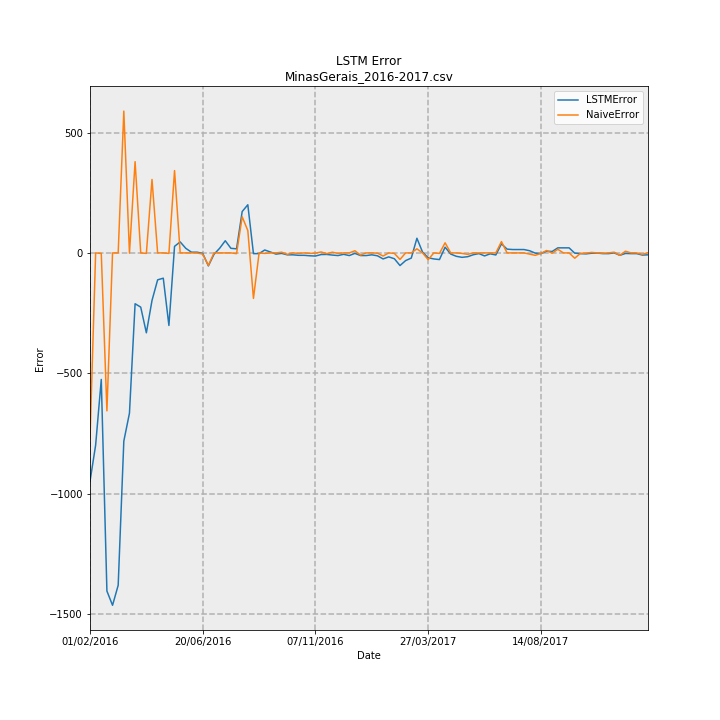 LSTM Error
MinasGerais_2016-2017.csv
LSTMError
NaiveError
500
0
−500
−1000
−1500
Error
01/02/2016 20/06/2016 07/11/2016 27/03/2017 14/08/2017
Date